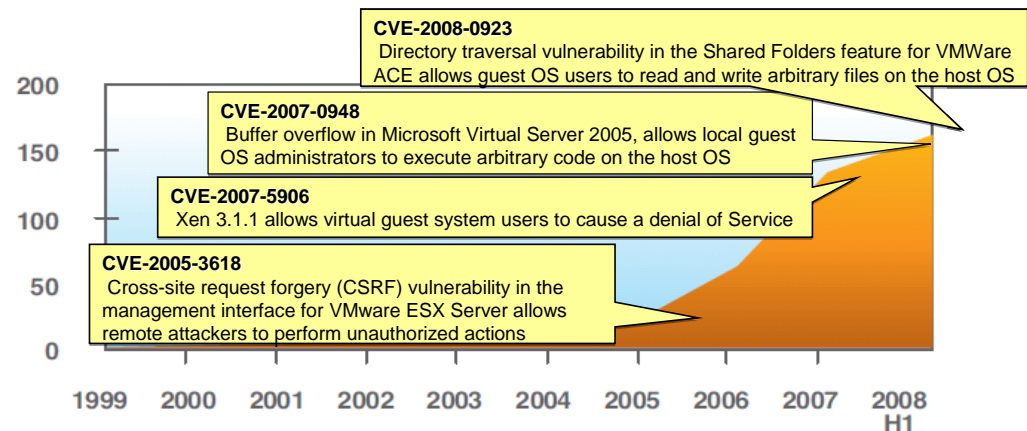 CVE-2008-0923
Directory traversal vulnerability in the Shared Folders feature for VMWare
ACE allows guest OS users to read and write arbitrary files on the host OS
200
CVE-2007-0948
Buffer overflow in Microsoft Virtual Server 2005, allows local guest
OS administrators to execute arbitrary code on the host OS
150
CVE-2007-5906
Xen 3.1.1 allows virtual guest system users to cause a denial of Service
100
CVE-2005-3618
Cross-site request forgery (CSRF) vulnerability in the
management interface for VMware ESX Server allows
remote attackers to perform unauthorized actions
50
0
1999 2000 2001 2002 2003 2004 2005 2006 2007 2008
H1